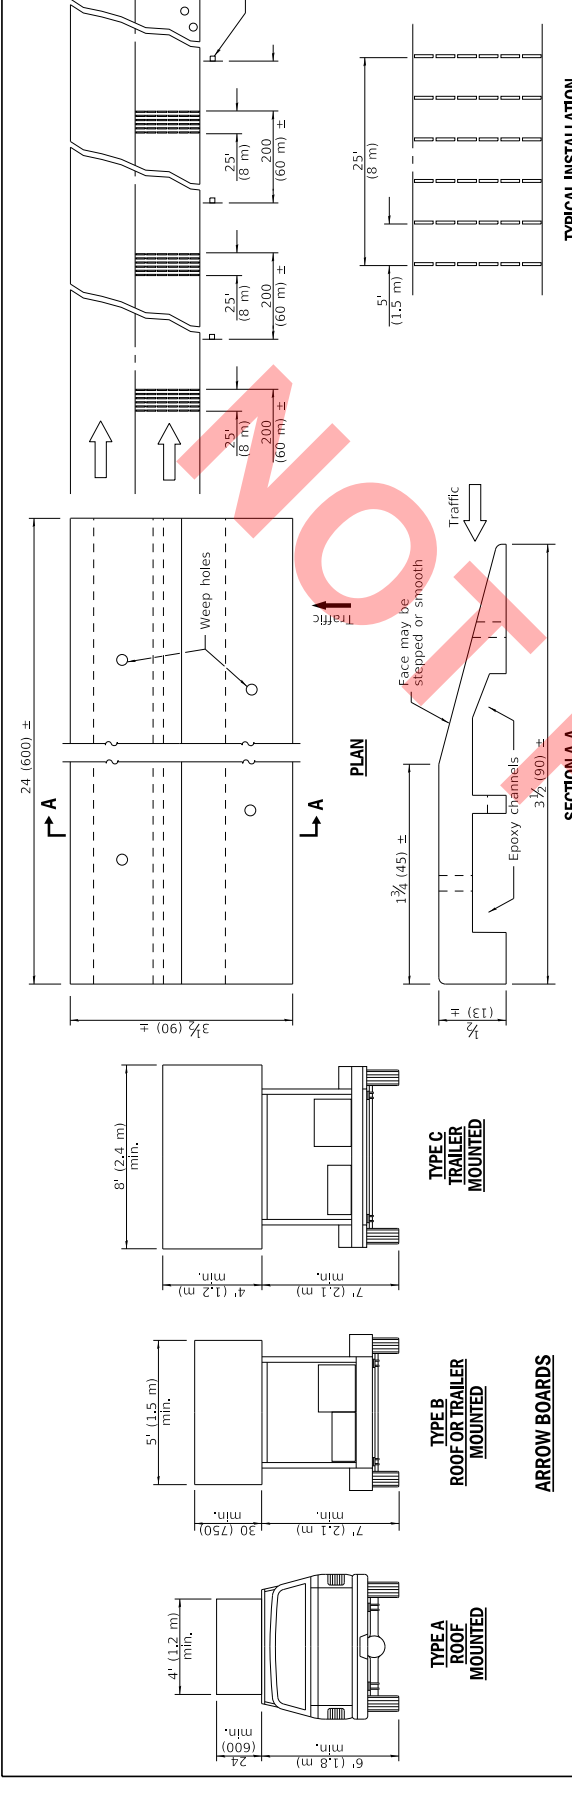 25'
(8 m)
200
(60 m) ±
25'
(8 m)
200
(60 m) ±
25'
(8 m)
200
(60 m) ±
25'
(8 m)
5'
(1.5 m)
TYPICAL INSTALLATION
24 (600) ±
3½ (90) ±
A
A
Weep holes
Traffic
PLAN
Traffic
Face may be
stepped or smooth
Epoxy channels
1¾ (45) ±
3½ (90) ±
½
(13) ±
SECTION A-A
8' (2.4 m)
min.
4' (1.2 m)
min.
7' (2.1 m)
min.
TYPE C
TRAILER
MOUNTED
5' (1.5 m)
min.
30 (750)
min.
7' (2.1 m)
min.
TYPE B
ROOF OR TRAILER
MOUNTED
4' (1.2 m)
min.
24
(600)
min.
6' (1.8 m)
min.
TYPE A
ROOF
MOUNTED
ARROW BOARDS
NOT